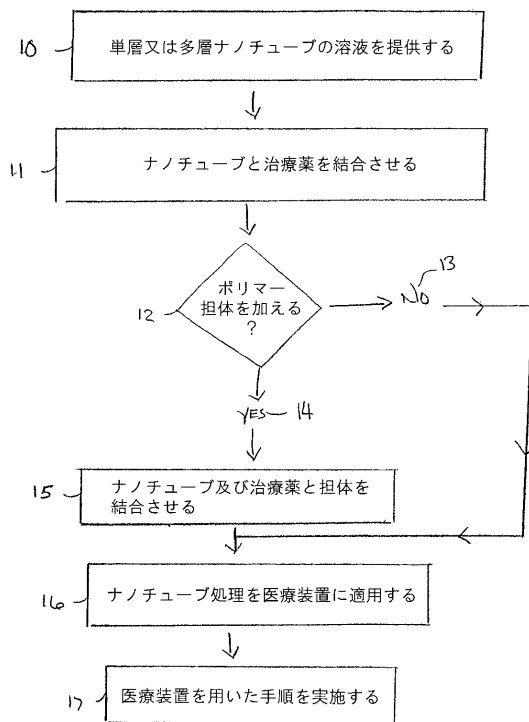 10
単層又は多層ナノチューブの溶液を提供する
11
ナノチューブと治療薬を結合させる
12
ポリマー
担体を加える
?
13
NO
YES
14
15
ナノチューブ及び治療薬と担体を
結合させる
16
ナノチューブ処理を医療装置に適用する
17
医療装置を用いた手順を実施する